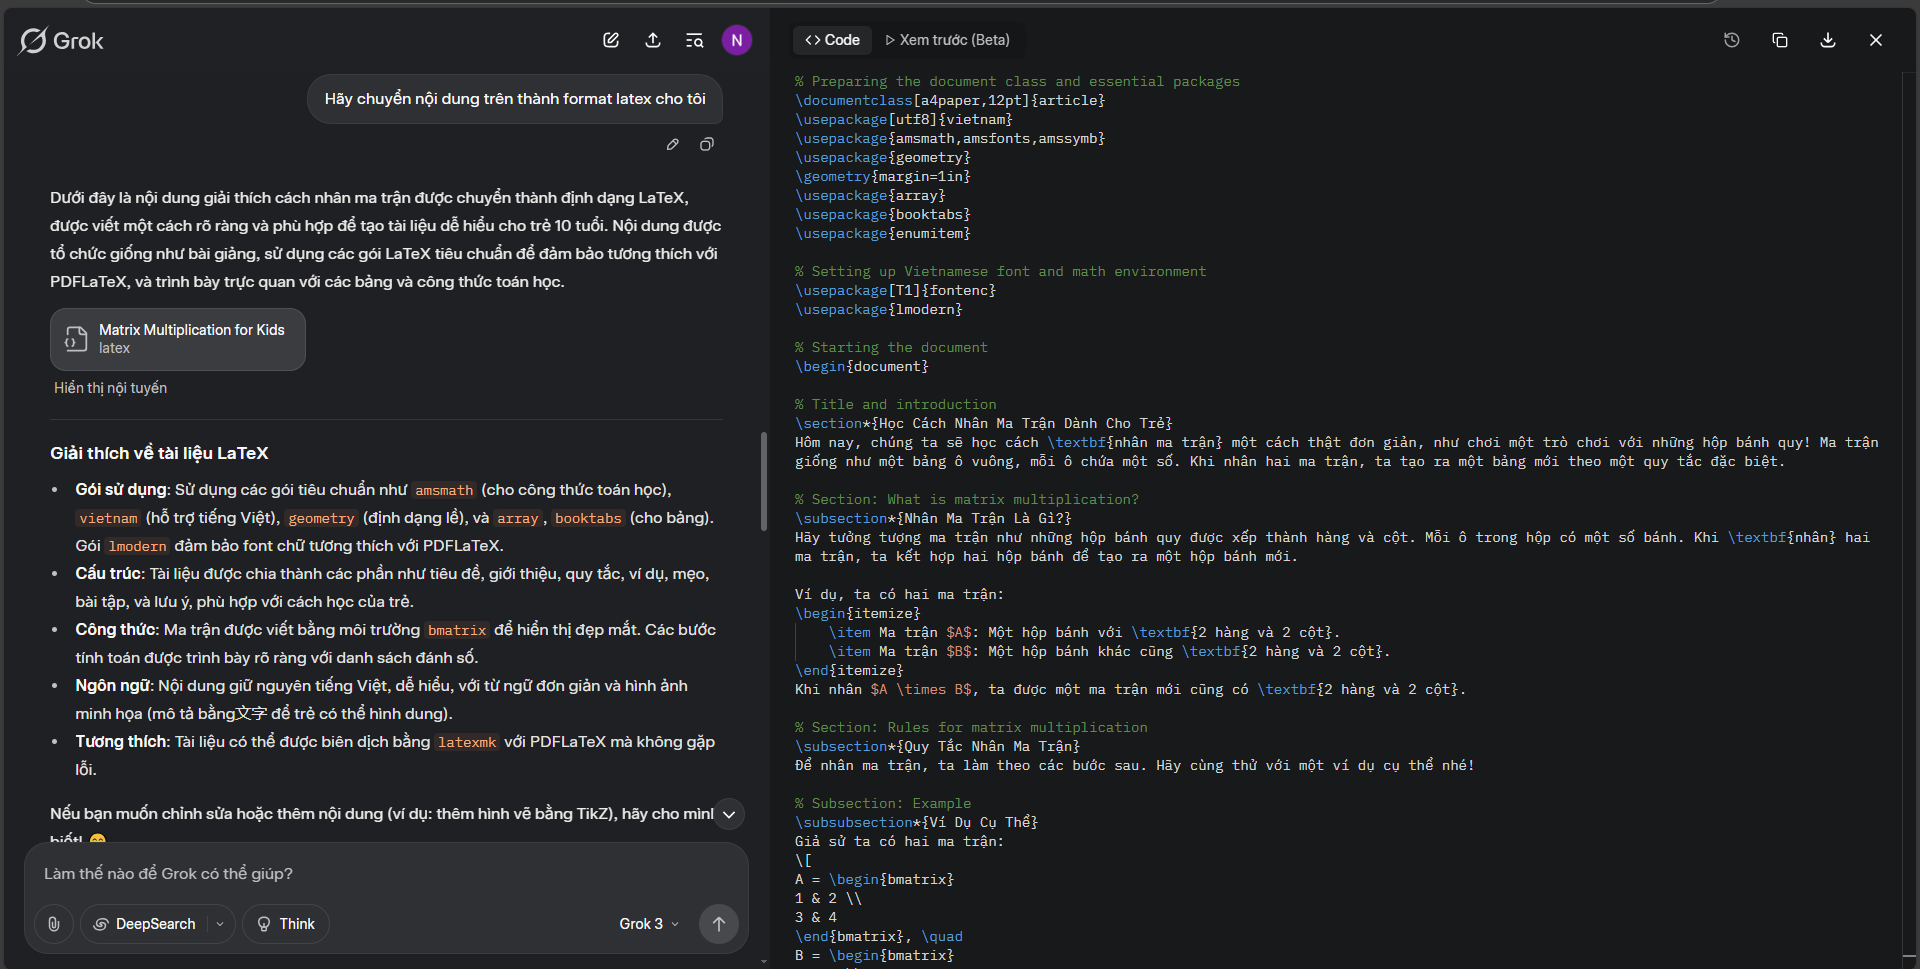 Grok
N
Hãy chuyển nội dung trên thành format latex cho tôi
Dưới đây là nội dung giải thích cách nhân ma trận được chuyển thành định dạng LaTeX,
được viết một cách rõ ràng và phù hợp để tạo tài liệu dễ hiểu cho trẻ 10 tuổi. Nội dung được
tổ chức giống như bài giảng, sử dụng các gói LaTeX tiêu chuẩn để đảm bảo tương thích với
PDFLaTeX, và trình bày trực quan với các bảng và công thức toán học.
Matrix Multiplication for Kids
latex
Hiển thị nội tuyến
Giải thích về tài liệu LaTeX
• Gói sử dụng: Sử dụng các gói tiêu chuẩn như amsmath (cho công thức toán học),
vietnam (hỗ trợ tiếng Việt), geometry (định dạng lề), và array, booktabs (cho bảng).
Gói lmodern đảm bảo font chữ tương thích với PDFLaTeX.
• Cấu trúc: Tài liệu được chia thành các phần như tiêu đề, giới thiệu, quy tắc, ví dụ, mẹo,
bài tập, và lưu ý, phù hợp với cách học của trẻ.
• Công thức: Ma trận được viết bằng môi trường bmatrix để hiển thị đẹp mắt. Các bước
tính toán được trình bày rõ ràng với danh sách đánh số.
• Ngôn ngữ: Nội dung giữ nguyên tiếng Việt, dễ hiểu, với từ ngữ đơn giản và hình ảnh
minh họa (mô tả bằng文字 để trẻ có thể hình dung).
• Tương thích: Tài liệu có thể được biên dịch bằng latexmk với PDFLaTeX mà không gặp
lỗi.
Nếu bạn muốn chỉnh sửa hoặc thêm nội dung (ví dụ: thêm hình vẽ bằng TikZ), hãy cho mình
biết! 😊
Làm thế nào để Grok có thể giúp?
DeepSearch
Think
Grok 3
<> Code
Xem trước (Beta)
% Preparing the document class and essential packages
\documentclass[a4paper,12pt]{article}
\usepackage[utf8]{vietnam}
\usepackage{amsmath,amsfonts,amssymb}
\usepackage{geometry}
\geometry{margin=1in}
\usepackage{array}
\usepackage{booktabs}
\usepackage{enumitem}
% Setting up Vietnamese font and math environment
\usepackage[T1]{fontenc}
\usepackage{lmodern}
% Starting the document
\begin{document}
% Title and introduction
\section*{Học Cách Nhân Ma Trận Dành Cho Trẻ}
Hôm nay, chúng ta sẽ học cách \textbf{nhân ma trận} một cách thật đơn giản, như chơi một trò chơi với những hộp bánh quy! Ma trận
giống như một bảng ô vuông, mỗi ô chứa một số. Khi nhân hai ma trận, ta tạo ra một bảng mới theo một quy tắc đặc biệt.
% Section: What is matrix multiplication?
\subsection*{Nhân Ma Trận Là Gì?}
Hãy tưởng tượng ma trận như những hộp bánh quy được xếp thành hàng và cột. Mỗi ô trong hộp có một số bánh. Khi \textbf{nhân} hai
ma trận, ta kết hợp hai hộp bánh để tạo ra một hộp bánh mới.
Ví dụ, ta có hai ma trận:
\begin{itemize}
\item Ma trận $A$: Một hộp bánh với \textbf{2 hàng và 2 cột}.
\item Ma trận $B$: Một hộp bánh khác cũng \textbf{2 hàng và 2 cột}.
\end{itemize}
Khi nhân $A \times B$, ta được một ma trận mới cũng có \textbf{2 hàng và 2 cột}.
% Section: Rules for matrix multiplication
\subsection*{Quy Tắc Nhân Ma Trận}
Để nhân ma trận, ta làm theo các bước sau. Hãy cùng thử với một ví dụ cụ thể nhé!
% Subsection: Example
\subsubsection*{Ví Dụ Cụ Thể}
Giả sử ta có hai ma trận:
\[
A = \begin{bmatrix}
1 & 2 \\
3 & 4
\end{bmatrix}, \quad
B = \begin{bmatrix}